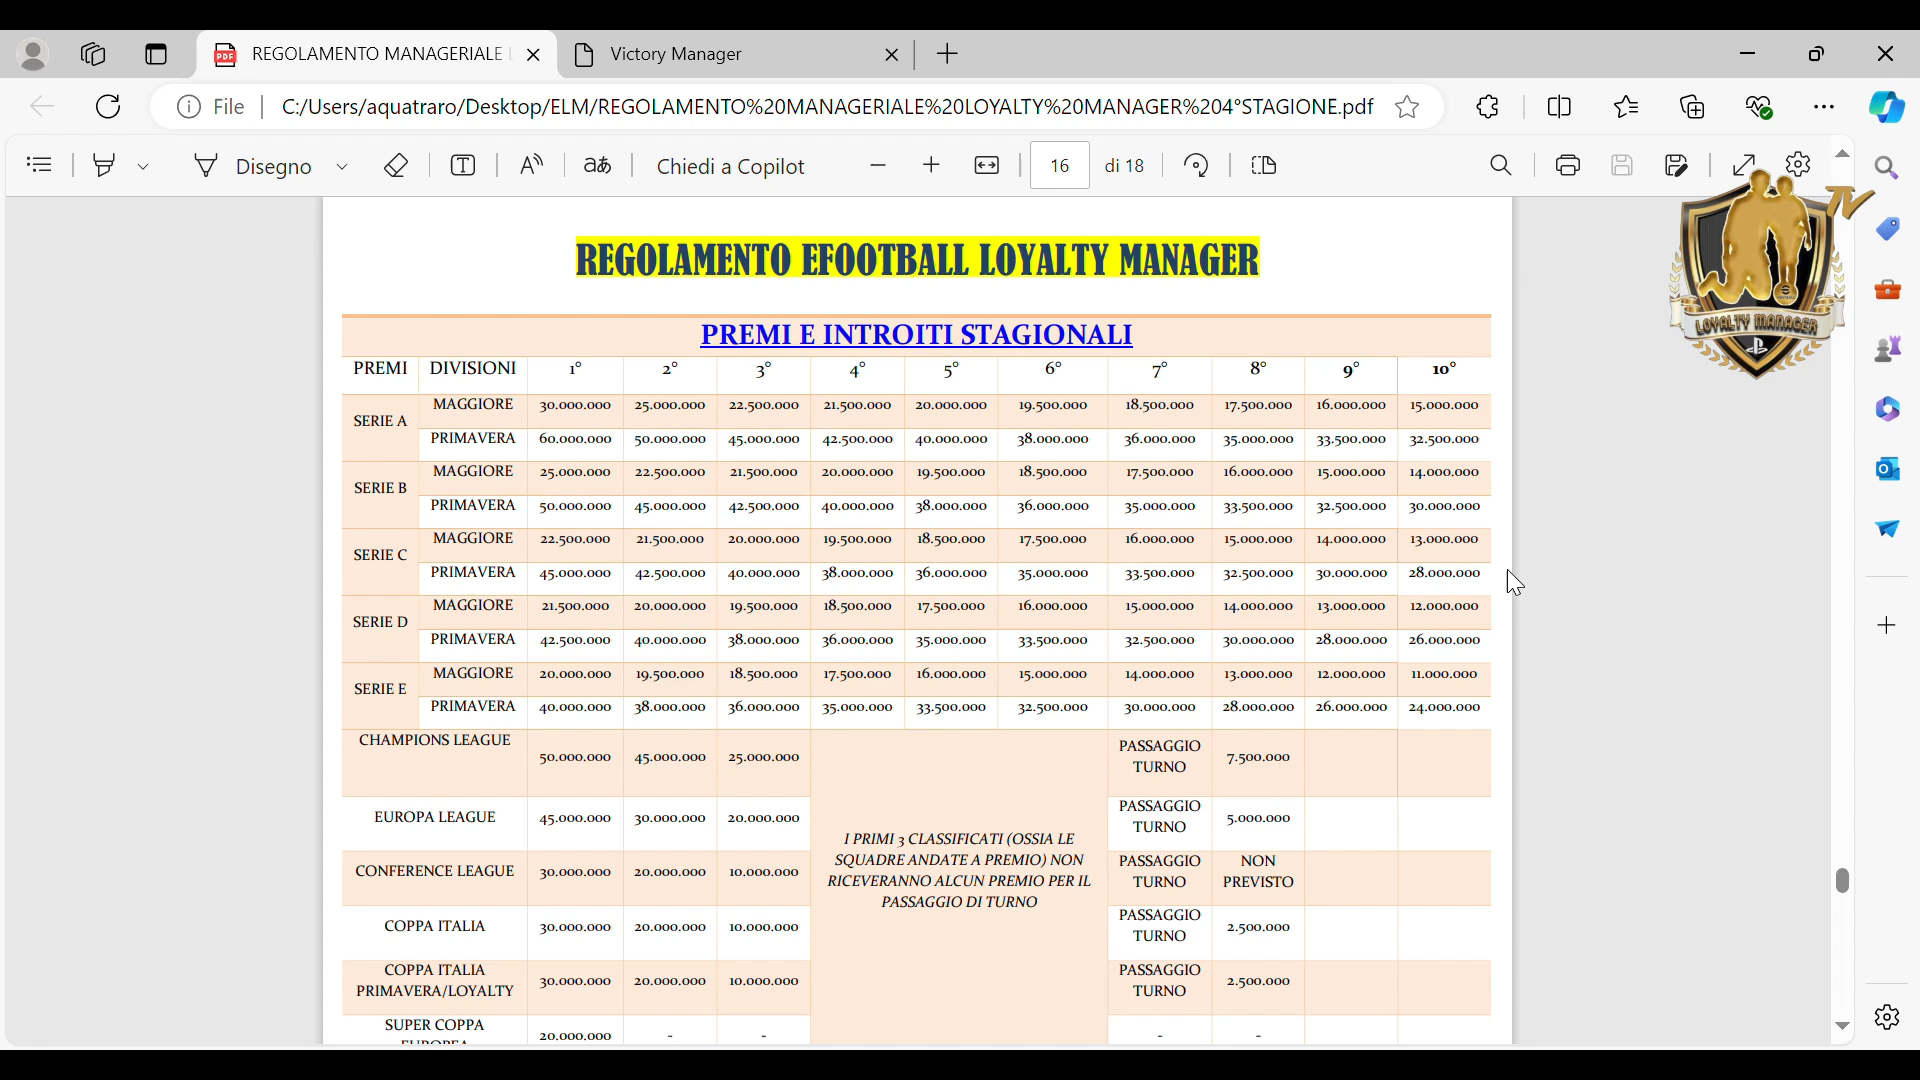 REGOLAMENTO MANAGERIALE L
Victory Manager
File
C:/Users/aquatraro/Desktop/ELM/REGOLAMENTO%20MANAGERIALE%20LOYALTY%20MANAGER%204°STAGIONE.pdf
Disegno
Chiedi a Copilot
16 di 18
TV
LOYALTY MANAGER
REGOLAMENTO EFOOTBALL LOYALTY MANAGER
PREMI E INTROITI STAGIONALI
PREMI DIVISIONI 1° 2° 3° 4° 5° 6° 7° 8° 9° 10°
SERIE A
MAGGIORE 30.000.000 25.000.000 22.500.000 21.500.000 20.000.000 19.500.000 18.500.000 17.500.000 16.000.000 15.000.000
PRIMAVERA 60.000.000 50.000.000 45.000.000 42.500.000 40.000.000 38.000.000 36.000.000 35.000.000 33.500.000 32.500.000
SERIE B
MAGGIORE 25.000.000 22.500.000 21.500.000 20.000.000 19.500.000 18.500.000 17.500.000 16.000.000 15.000.000 14.000.000
PRIMAVERA 50.000.000 45.000.000 42.500.000 40.000.000 38.000.000 36.000.000 35.000.000 33.500.000 32.500.000 30.000.000
SERIE C
MAGGIORE 22.500.000 21.500.000 20.000.000 19.500.000 18.500.000 17.500.000 16.000.000 15.000.000 14.000.000 13.000.000
PRIMAVERA 45.000.000 42.500.000 40.000.000 38.000.000 36.000.000 35.000.000 33.500.000 32.500.000 30.000.000 28.000.000
SERIE D
MAGGIORE 21.500.000 20.000.000 19.500.000 18.500.000 17.500.000 16.000.000 15.000.000 14.000.000 13.000.000 12.000.000
PRIMAVERA 42.500.000 40.000.000 38.000.000 36.000.000 35.000.000 33.500.000 32.500.000 30.000.000 28.000.000 26.000.000
SERIE E
MAGGIORE 20.000.000 19.500.000 18.500.000 17.500.000 16.000.000 15.000.000 14.000.000 13.000.000 12.000.000 11.000.000
PRIMAVERA 40.000.000 38.000.000 36.000.000 35.000.000 33.500.000 32.500.000 30.000.000 28.000.000 26.000.000 24.000.000
CHAMPIONS LEAGUE
50.000.000 45.000.000 25.000.000
PASSAGGIO
TURNO
7.500.000
EUROPA LEAGUE 45.000.000 30.000.000 20.000.000
PASSAGGIO
TURNO
5.000.000
I PRIMI 3 CLASSIFICATI (OSSIA LE
SQUADRE ANDATE A PREMIO) NON
RICEVERANNO ALCUN PREMIO PER IL
PASSAGGIO DI TURNO
CONFERENCE LEAGUE 30.000.000 20.000.000 10.000.000
PASSAGGIO
TURNO
NON
PREVISTO
COPPA ITALIA 30.000.000 20.000.000 10.000.000
PASSAGGIO
TURNO
2.500.000
COPPA ITALIA
PRIMAVERA/LOYALTY
30.000.000 20.000.000 10.000.000
PASSAGGIO
TURNO
2.500.000
SUPER COPPA
EUROPEA
20.000.000 - - - -